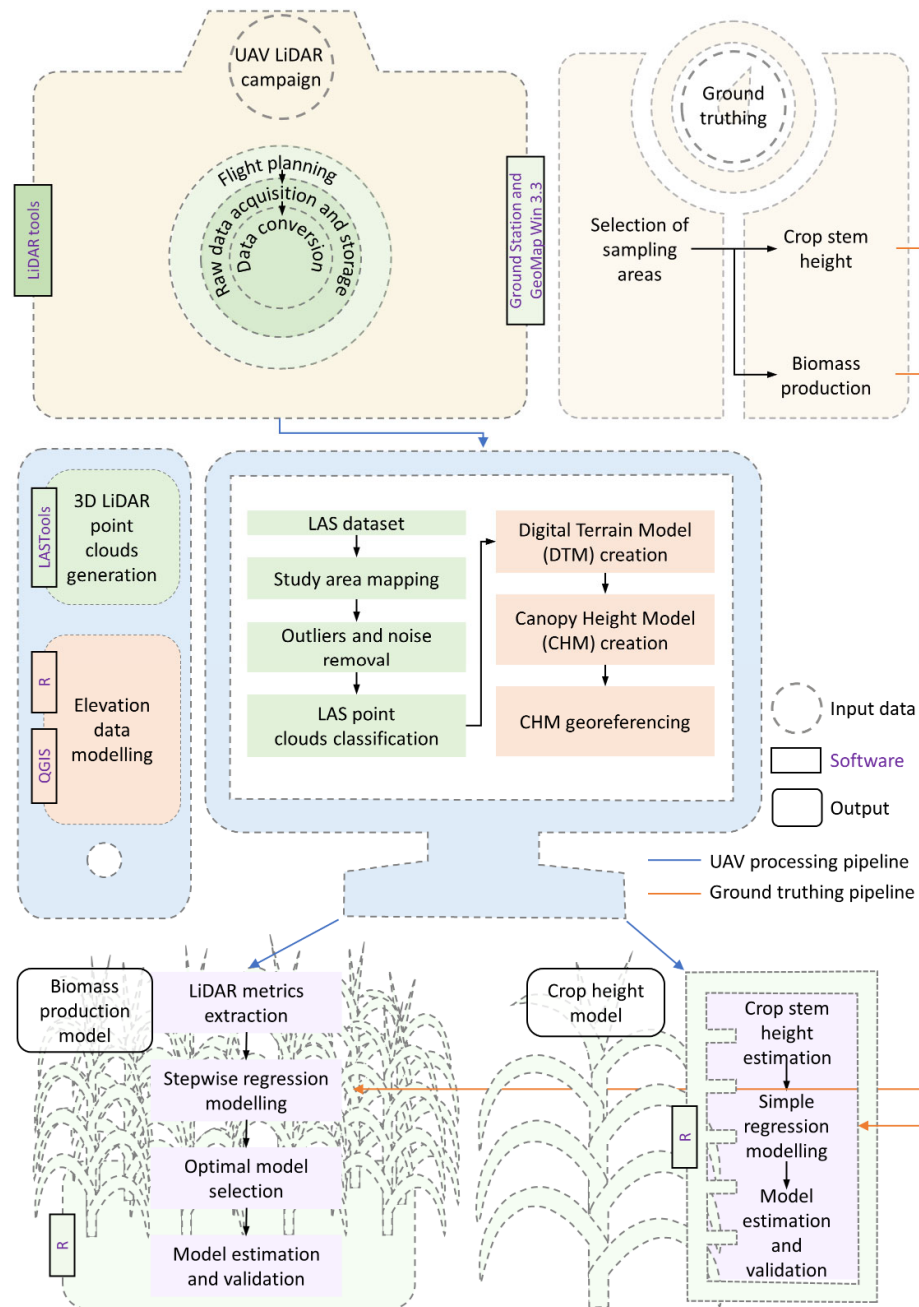 UAV LiDAR
campaign
Flight planning
Raw data acquisition and storage
Data conversion
LiDAR tools
Ground Station and
GeoMap Win 3.3
Ground
truthing
Selection of
sampling
areas
Crop stem
height
Biomass
production
LASTools
3D LiDAR
point
clouds
generation
R
QGIS
Elevation
data
modelling
LAS dataset
Study area mapping
Outliers and noise
removal
LAS point
clouds classification
Digital Terrain Model
(DTM) creation
Canopy Height Model
(CHM) creation
CHM georeferencing
Input data
Software
Output
UAV processing pipeline
Ground truthing pipeline
Biomass
production
model
LiDAR metrics
extraction
Stepwise regression
modelling
Optimal model
selection
Model estimation
and validation
R
Crop height
model
R
Crop stem
height
estimation
Simple
regression
modelling
Model
estimation
and
validation